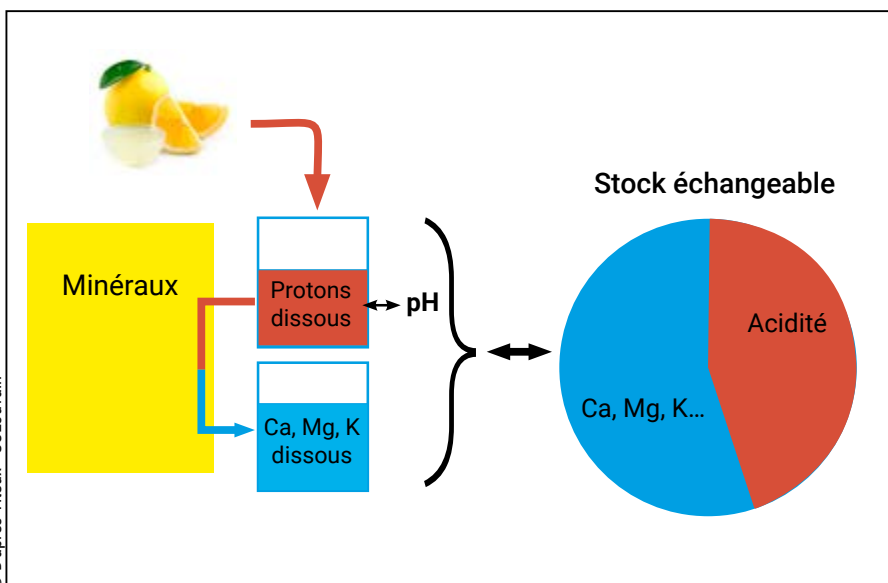 Stock échangeable
Minéraux
Protons
dissous
pH
Acidité
Ca, Mg, K...
Ca, Mg, K
dissous